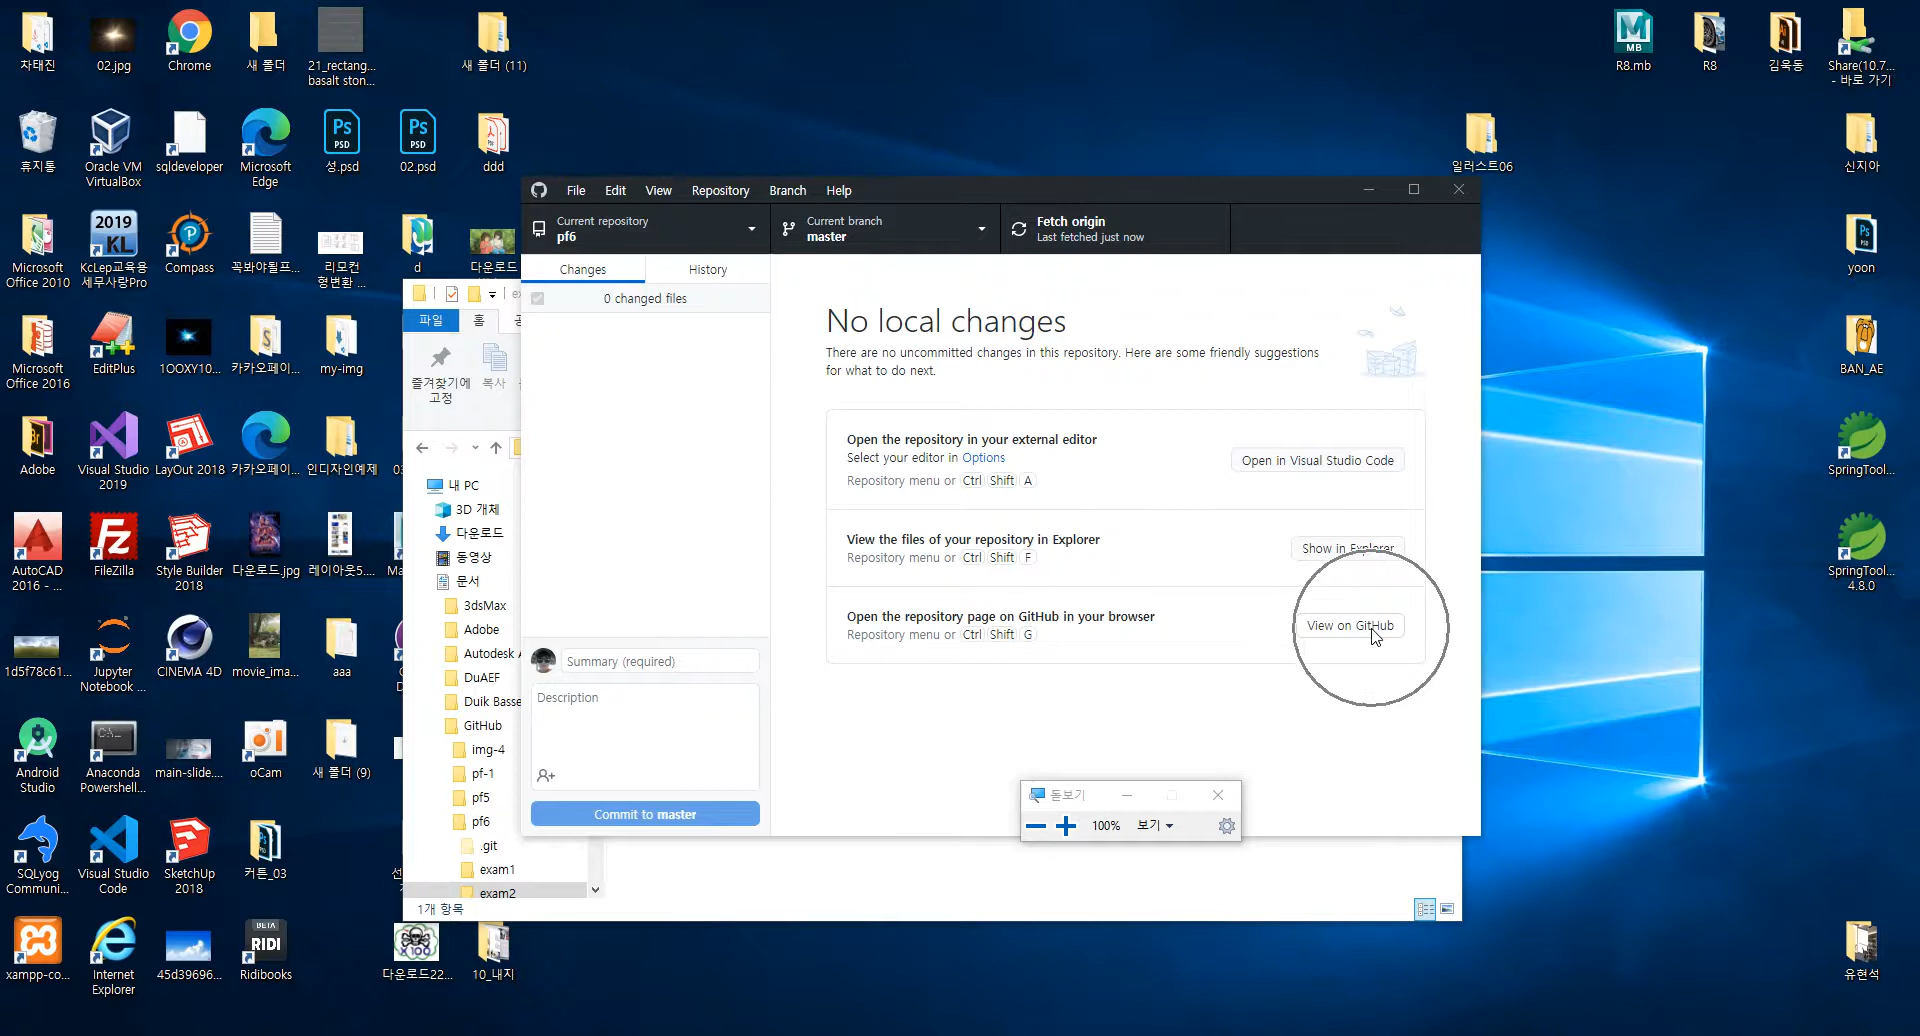 차태진
02.jpg
Chrome
새 폴더
21_rectang...
basalt ston...
새 폴더 (11)
R8.mb
R8
김욱동
Share(10.7...
- 바로 가기
휴지통
Oracle VM
VirtualBox
sqldeveloper
Microsoft
Edge
성.psd
02.psd
ddd
일러스트06
신지아
Microsoft
Office 2010
KcLep교육용
세무사랑Pro
Compass
꼭봐야될프...
리모컨
형변환 ...
d
다운로드
yoon
Microsoft
Office 2016
EditPlus
1OOXY10...
카카오페이...
my-img
BAN_AE
Adobe
Visual Studio
2019
LayOut 2018
카카오페이...
인디자인예제
SpringTool...
AutoCAD
2016 - ...
FileZilla
Style Builder
2018
다운로드.jpg
레이아웃5....
SpringTool...
4.8.0
1d5f78c61...
Jupyter
Notebook ...
CINEMA 4D
movie_ima...
aaa
Android
Studio
Anaconda
Powershell...
main-slide....
oCam
새 폴더 (9)
SQLyog
Communi...
Visual Studio
Code
SketchUp
2018
커튼_03
xampp-co...
Internet
Explorer
45d39696...
BETA
RIDI
Ridibooks
X100
다운로드22...
10_내지
유현석
File Edit View Repository Branch Help
Current repository
pf6
Current branch
master
Fetch origin
Last fetched just now
Changes
History
0 changed files
No local changes
There are no uncommitted changes in this repository. Here are some friendly suggestions
for what to do next.
Open the repository in your external editor
Select your editor in Options
Repository menu or Ctrl Shift A
Open in Visual Studio Code
View the files of your repository in Explorer
Repository menu or Ctrl Shift F
Show in Explorer
Open the repository page on GitHub in your browser
Repository menu or Ctrl Shift G
View on GitHub
Summary (required)
Description
Commit to master
파일
홈
즐겨찾기에
고정
복사
내 PC
3D 개체
다운로드
동영상
문서
3dsMax
Adobe
Autodesk
DuAEF
Duik Basse
GitHub
img-4
pf-1
pf5
pf6
.git
exam1
exam2
1개 항목
돋보기
100%
보기